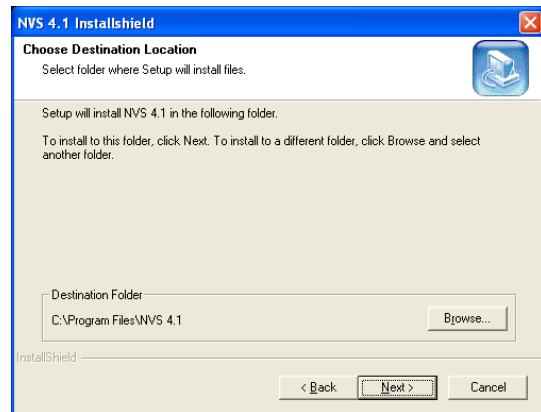 NVS 4.1 Installshield
Choose Destination Location
Select folder where Setup will install files.
Setup will install NVS 4.1 in the following folder.
To install to this folder, click Next. To install to a different folder, click Browse and select
another folder.
Destination Folder
C:\Program Files\NVS 4.1
Browse...
InstallShield
< Back
Next >
Cancel